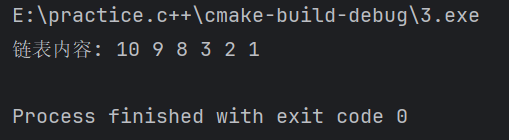 E:\practice.c++\cmake-build-debug\3.exe
链表内容: 10 9 8 3 2 1
Process finished with exit code 0